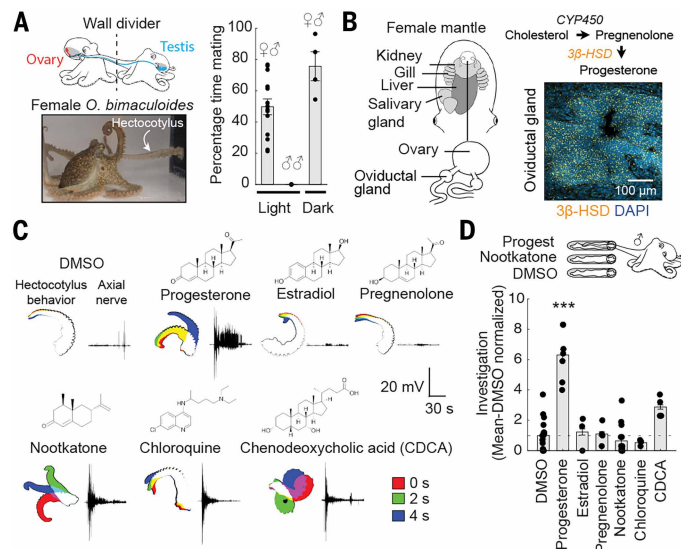 A
Wall divider
Ovary
Testis
Female O. bimaculoides
Hectocotylus
Percentage time mating
100
80
60
40
20
0
♀♂
♂♂
♀♂
Light
Dark
B
Female mantle
Kidney
Gill
Liver
Salivary
gland
Ovary
Oviductal
gland
CYP450
Cholesterol → Pregnenolone
3β-HSD
Progesterone
Oviductal gland
100 µm
3β-HSD DAPI
C
DMSO
Hectocotylus
behavior
Axial
nerve
Progesterone
Estradiol
Pregnenolone
20 mV
30 s
Nootkatone
Chloroquine
Chenodeoxycholic acid (CDCA)
0 s
2 s
4 s
D
Progest
Nootkatone
DMSO
♂
Investigation
(Mean-DMSO normalized)
10
8
6
4
2
0
***
DMSO
Progesterone
Estradiol
Pregnenolone
Nootkatone
Chloroquine
CDCA